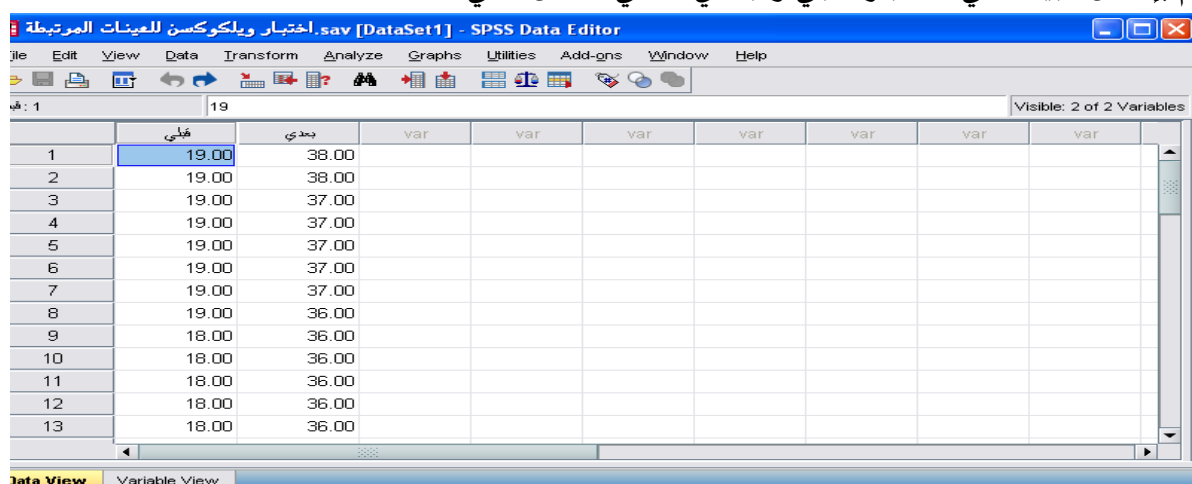 اختبار ويلكوكسن للعينات المرتبطة.sav [DataSet1] - SPSS Data Editor
ile Edit View Data Transform Analyze Graphs Utilities Add-ons Window Help
1 : 19 Visible: 2 of 2 Variables
قبلي بعدي var var var var var var
1 19.00 38.00
2 19.00 38.00
3 19.00 37.00
4 19.00 37.00
5 19.00 37.00
6 19.00 37.00
7 19.00 37.00
8 19.00 36.00
9 18.00 36.00
10 18.00 36.00
11 18.00 36.00
12 18.00 36.00
13 18.00 36.00
Data View Variable View